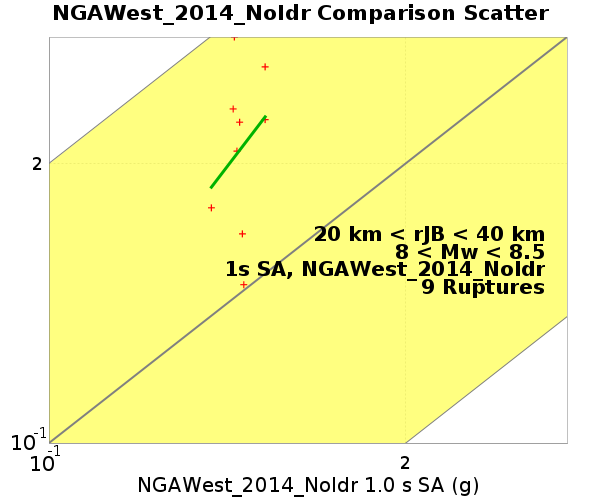 NGAWest_2014_NoIdr Comparison Scatter
2
20 km < rJB < 40 km
8 < Mw < 8.5
1s SA, NGAWest_2014_NoIdr
9 Ruptures
10-1
10-1
2
NGAWest_2014_NoIdr 1.0 s SA (g)